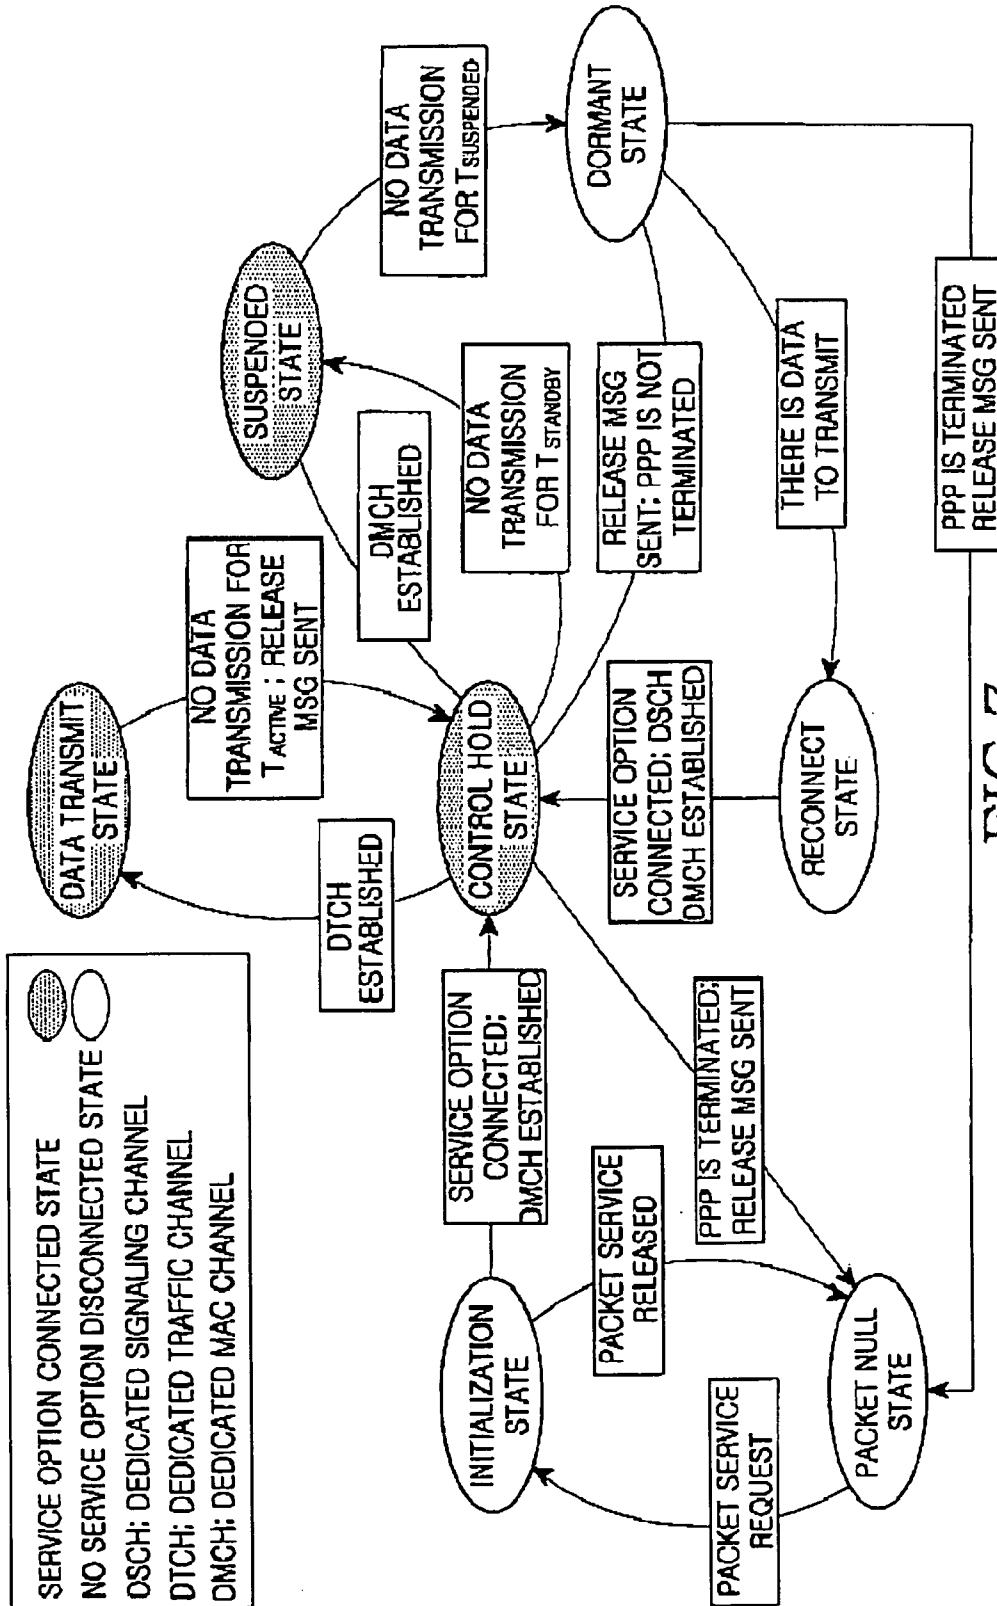 SERVICE OPTION CONNECTED STATE
NO SERVICE OPTION DISCONNECTED STATE
DSCH; DEDICATED SIGNALING CHANNEL
DTCH; DEDICATED TRAFFIC CHANNEL
DMCH; DEDICATED MAC CHANNEL
DATA TRANSMIT
STATE
DTCH
ESTABLISHED
NO DATA
TRANSMISSION FOR
TACTIVE ; RELEASE
MSG SENT
SUSPENDED
STATE
DMCH
ESTABLISHED
NO DATA
TRANSMISSION
FOR TSUSPENDED
NO DATA
TRANSMISSION
FOR TSTANDBY
INITIALIZATION
STATE
SERVICE OPTION
CONNECTED;
DMCH ESTABLISHED
CONTROL HOLD
STATE
RELEASE MSG
SENT; PPP IS NOT
TERMINATED
DORMANT
STATE
PACKET SERVICE
RELEASED
PPP IS TERMINATED;
RELEASE MSG SENT
SERVICE OPTION
CONNECTED; DSCH
DMCH ESTABLISHED
THERE IS DATA
TO TRANSMIT
PACKET SERVICE
REQUEST
PACKET NULL
STATE
RECONNECT
STATE
PPP IS TERMINATED
RELEASE MSG SENT